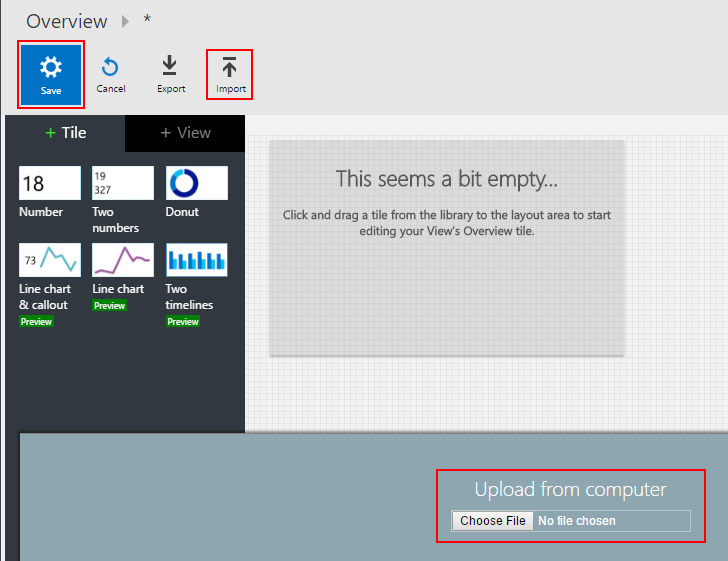 Overview *
Save
Cancel
Export
Import
+ Tile
+ View
18
Number
19
327
Two
numbers
Donut
73
Line chart
& callout
Preview
Line chart
Preview
Two
timelines
Preview
This seems a bit empty...
Click and drag a tile from the library to the layout area to start
editing your View's Overview tile.
Upload from computer
Choose File No file chosen